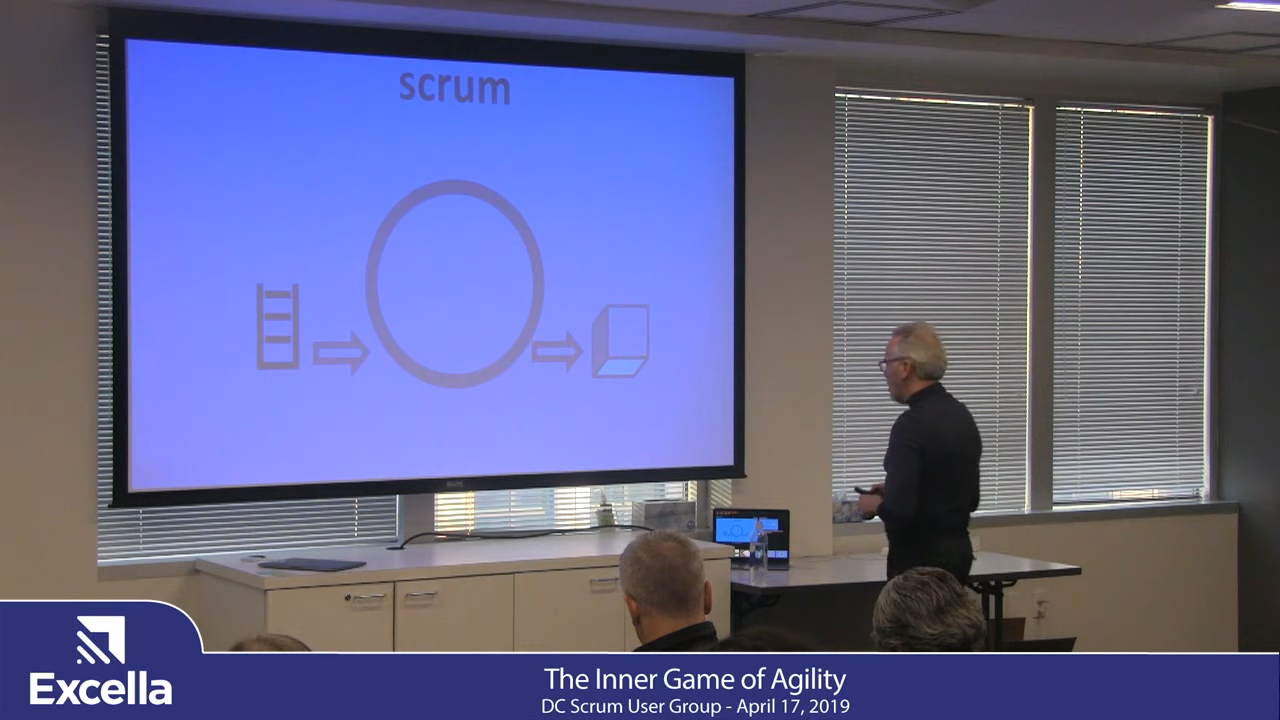 scrum
Excella
The Inner Game of Agility
DC Scrum User Group - April 17, 2019